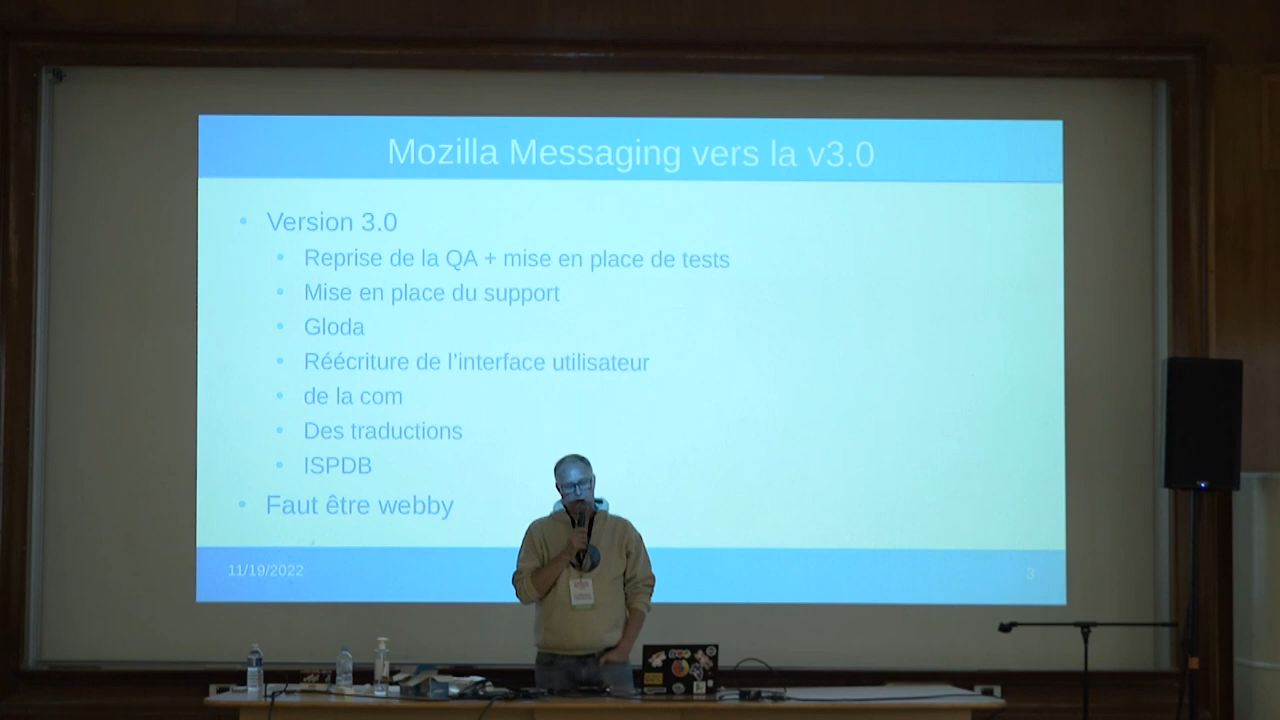 Mozilla Messaging vers la v3.0
• Version 3.0
• Reprise de la QA + mise en place de tests
• Mise en place du support
• Gloda
• Réécriture de l'interface utilisateur
• de la com
• Des traductions
• ISPDB
• Faut être webby
11/19/2022
3